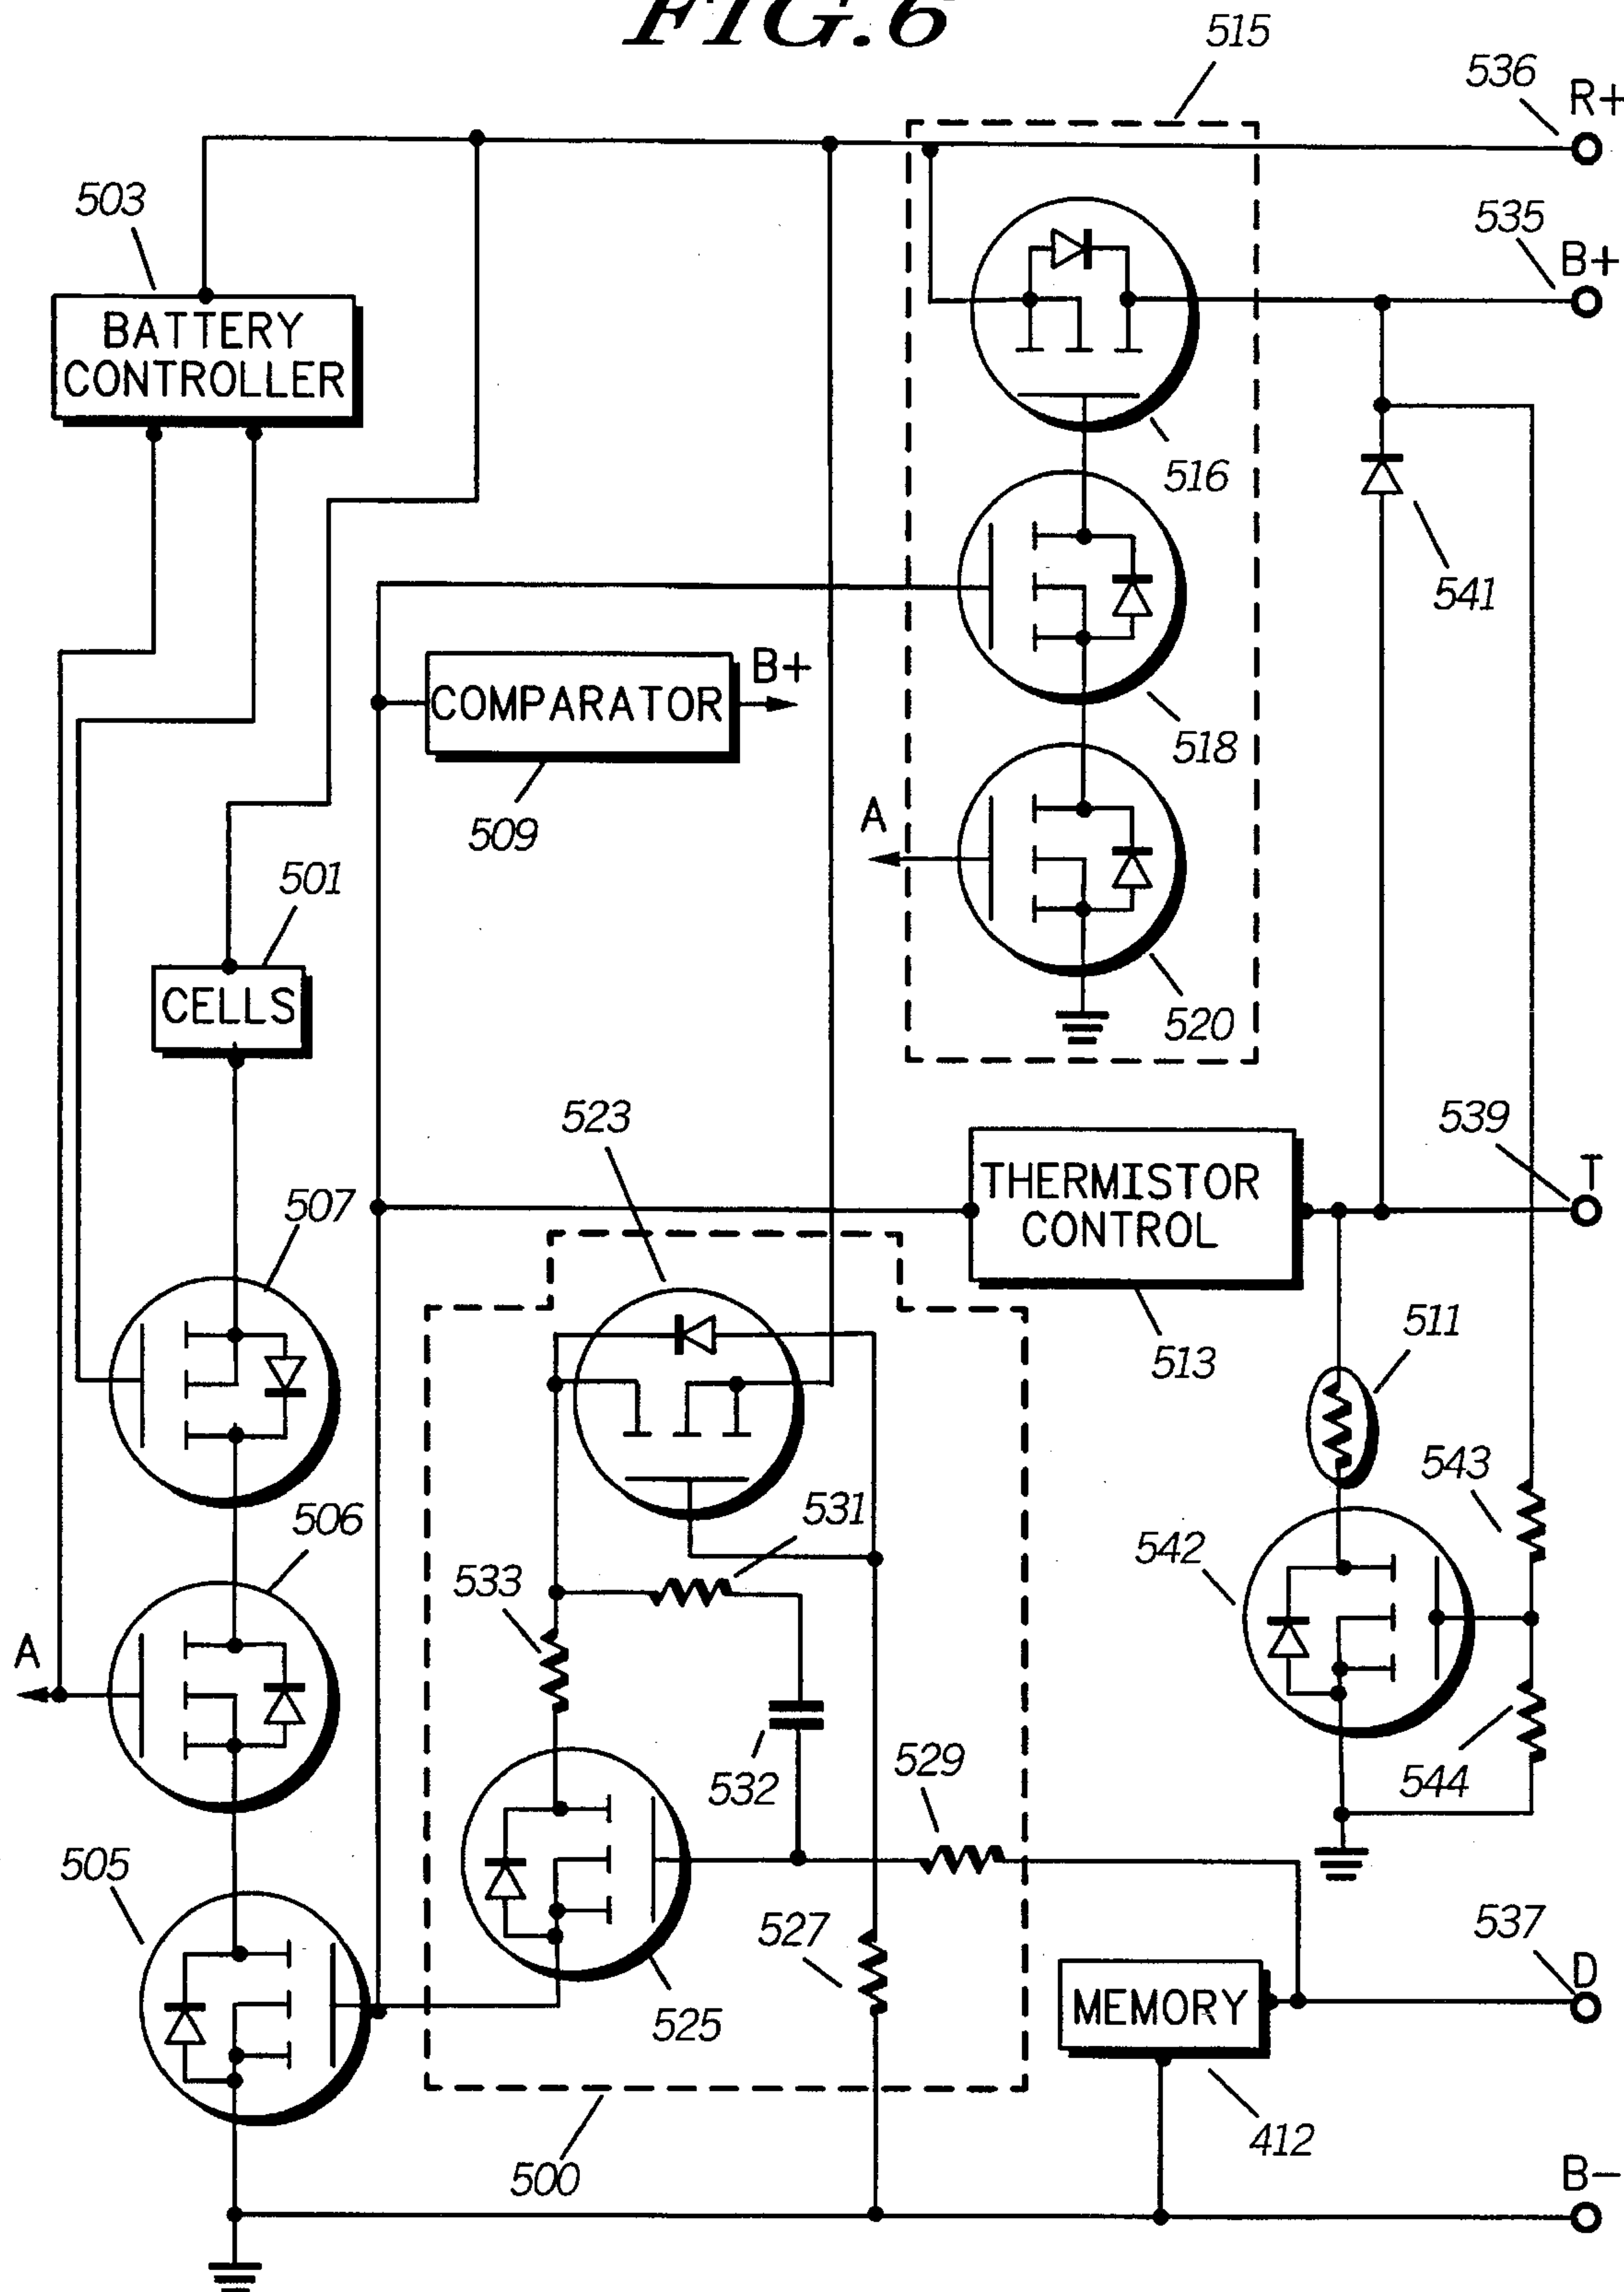 FIG.6
515
536
R+
503
535
B+
BATTERY
CONTROLLER
516
541
B+
COMPARATOR
518
509
A
501
CELLS
520
523
539
T
THERMISTOR
CONTROL
507
513
511
543
531
506
542
533
A
532
529
544
505
527
537
D
MEMORY
525
412
500
B-